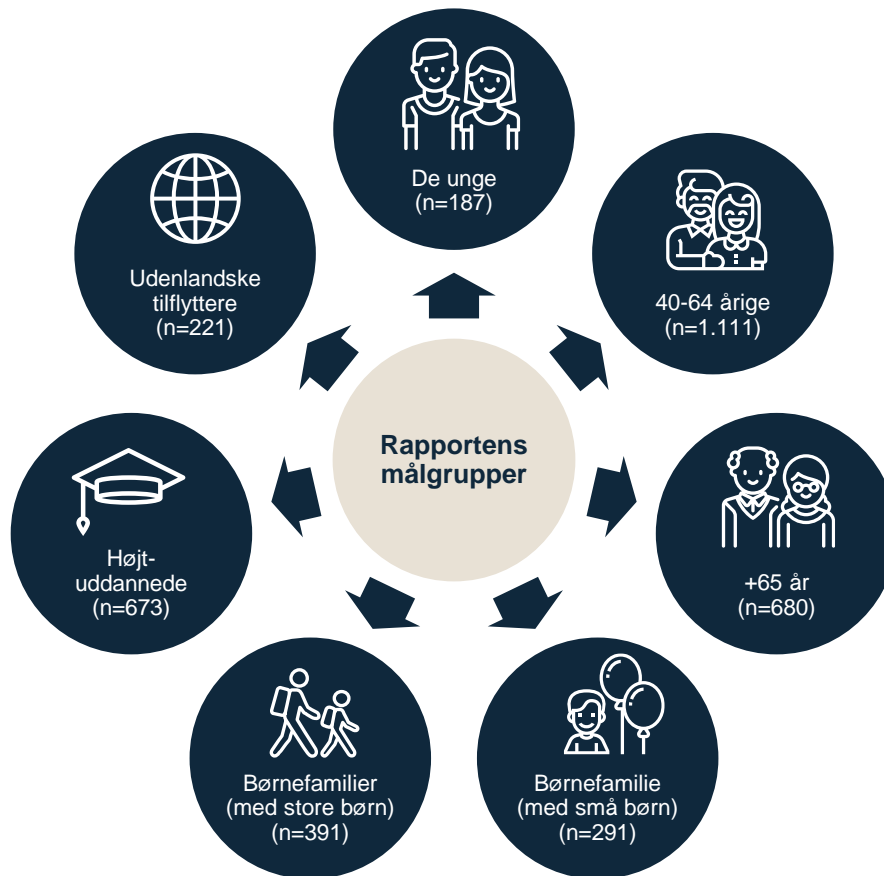 De unge
(n=187)
40-64 årige
(n=1.111)
+65 år
(n=680)
Børnefamilie
(med små børn)
(n=291)
Børnefamilier
(med store børn)
(n=391)
Højt-
uddannede
(n=673)
Udenlandske
tilflyttere
(n=221)
Rapportens
målgrupper